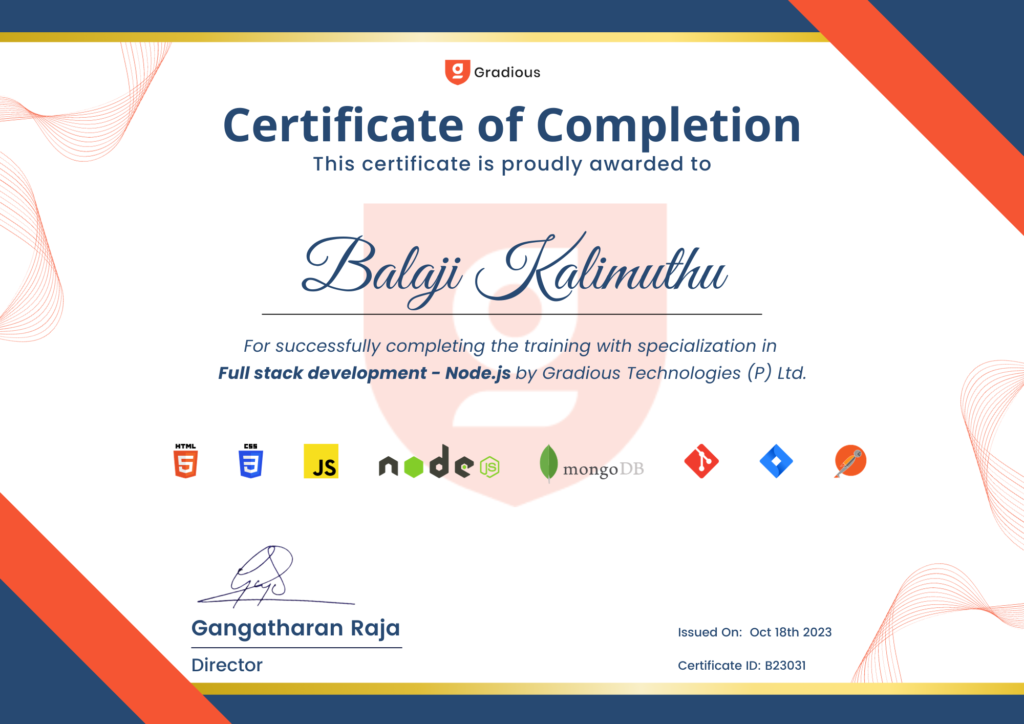 Gradious
Certificate of Completion
This certificate is proudly awarded to
Balaji Kalimuthu
For successfully completing the training with specialization in
Full stack development - Node.js by Gradious Technologies (P) Ltd.
HTML 5 CSS 3 JS node JS mongoDB
Gangatharan Raja
Director
Issued On: Oct 18th 2023
Certificate ID: B23031